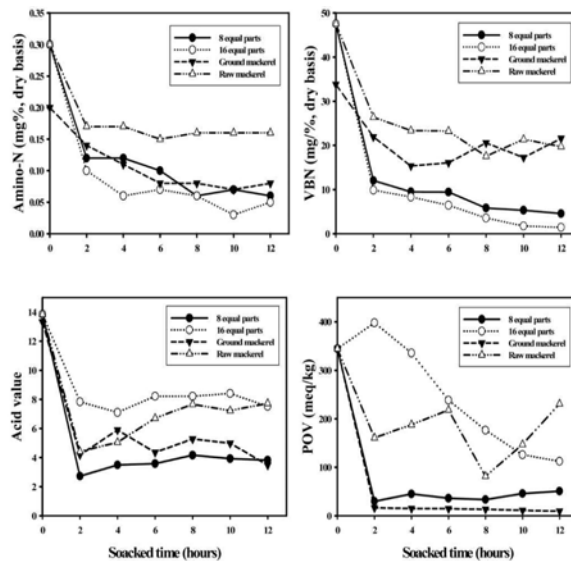 Amino-N (mg%, dry basis)
0.35
0.30
0.25
0.20
0.15
0.10
0.05
0.00
0 2 4 6 8 10 12
8 equal parts
16 equal parts
Ground mackerel
Raw mackerel
VBN (mg/%, dry basis)
50
40
30
20
10
0
0 2 4 6 8 10 12
8 equal parts
16 equal parts
Ground mackerel
Raw mackerel
Acid value
14
12
10
8
6
4
2
0
0 2 4 6 8 10 12
Soacked time (hours)
8 equal parts
16 equal parts
Ground mackerel
Raw mackerel
POV (meq/kg)
400
300
200
100
0
0 2 4 6 8 10 12
Soacked time (hours)
8 equal parts
16 equal parts
Ground mackerel
Raw mackerel